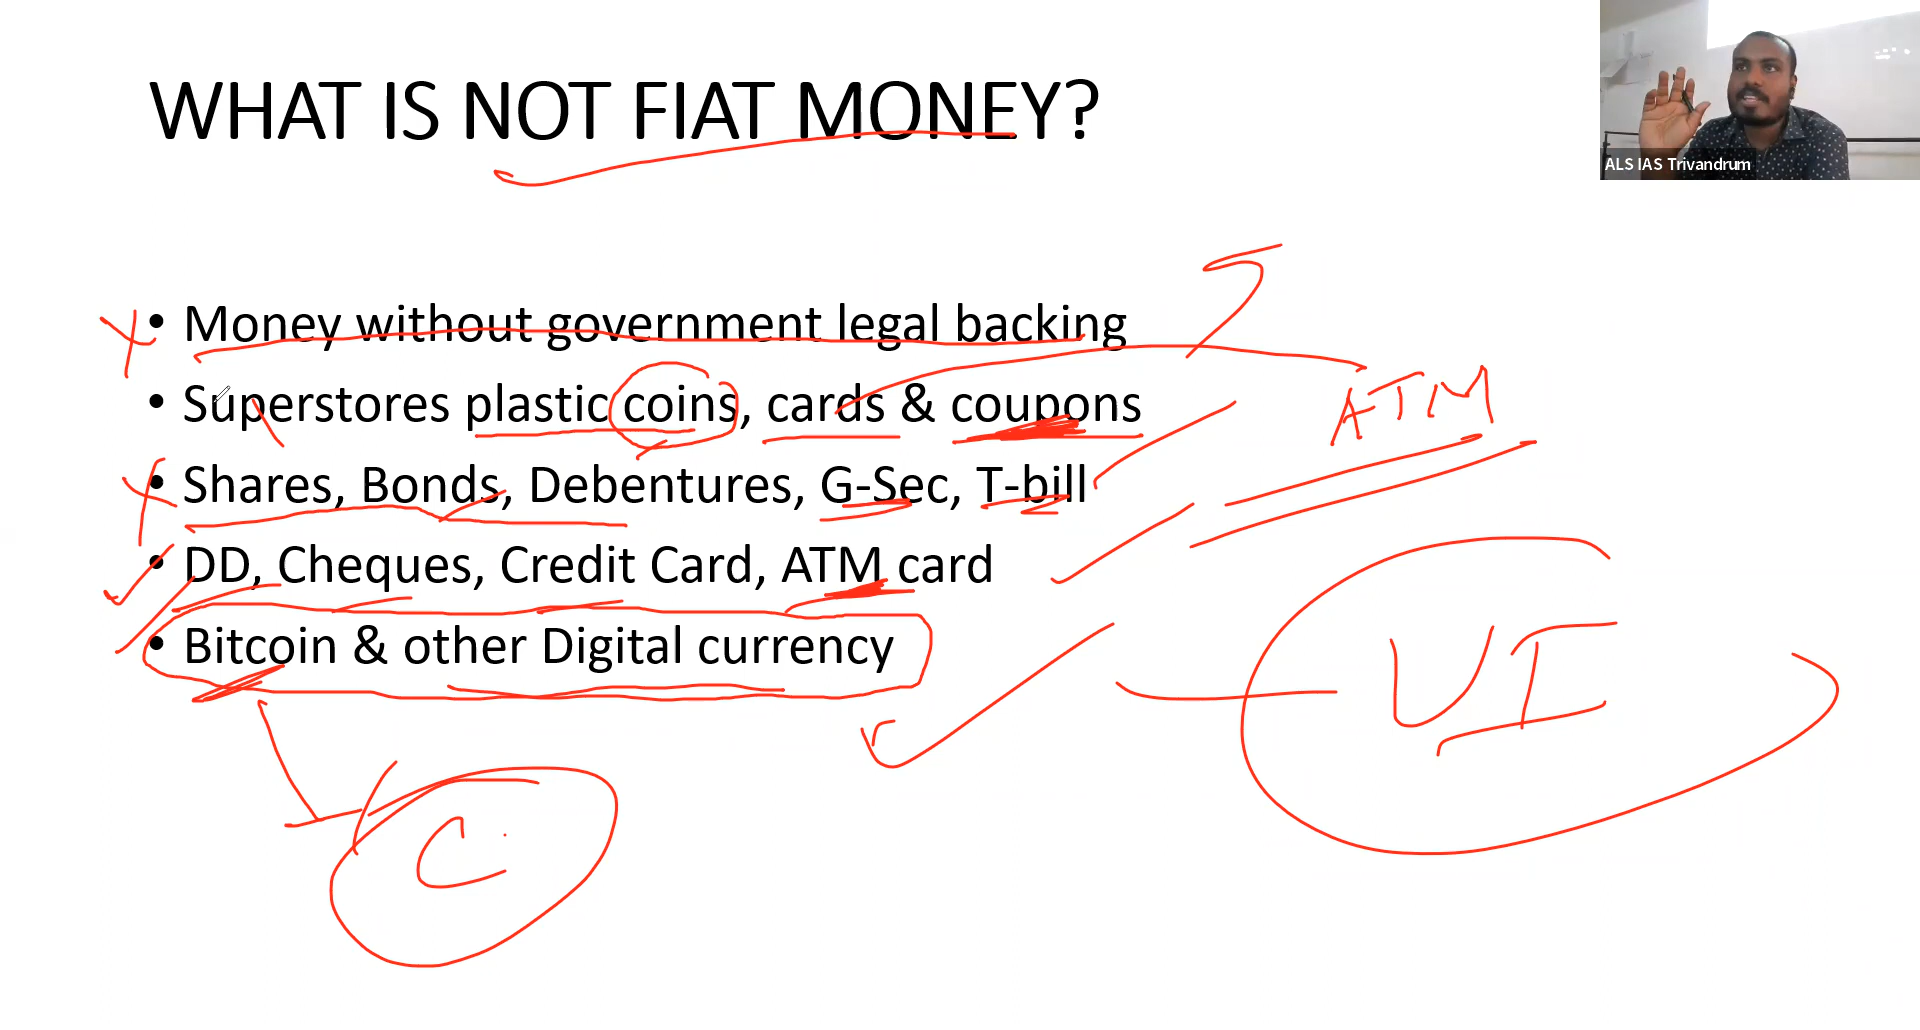 WHAT IS NOT FIAT MONEY?
ALS IAS Trivandrum
• Money without government legal backing
• Superstores plastic coins, cards & coupons
ATM
• Shares, Bonds, Debentures, G-Sec, T-bill
• DD, Cheques, Credit Card, ATM card
• Bitcoin & other Digital currency
UI
C